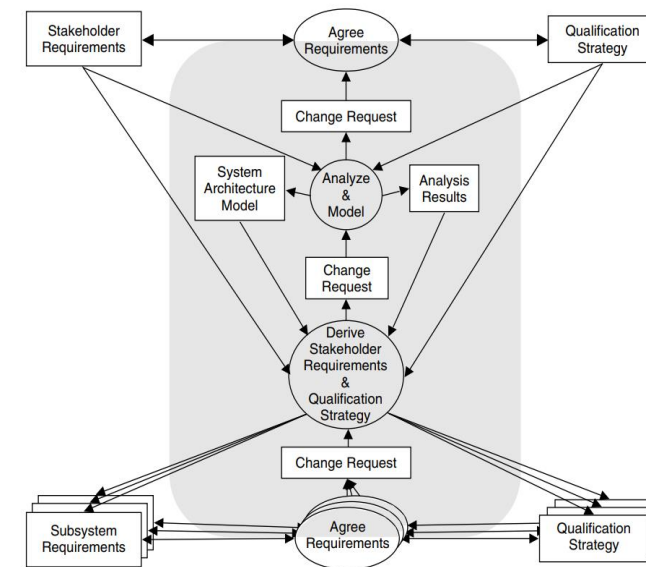 Stakeholder
Requirements
Agree
Requirements
Qualification
Strategy
Change Request
System
Architecture
Model
Analyze
&
Model
Analysis
Results
Change
Request
Derive
Stakeholder
Requirements
&
Qualification
Strategy
Change Request
Subsystem
Requirements
Agree
Requirements
Qualification
Strategy